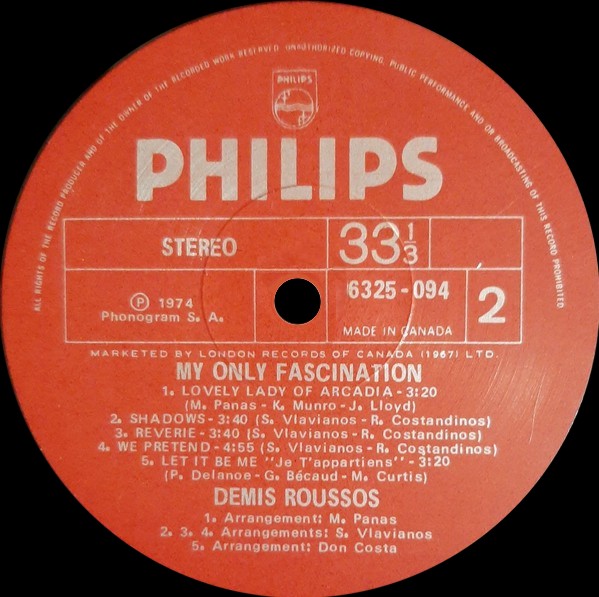 ALL RIGHTS OF THE RECORD PRODUCER AND OF THE OWNER OF THE RECORDED WORK RESERVED UNAUTHORIZED COPYING, PUBLIC PERFORMANCE AND/OR BROADCASTING OF THIS RECORD PROHIBITED
PHILIPS
PHILIPS
STEREO
33 1/3
Ⓟ 1974
Phonogram S. A.
6325-094
MADE IN CANADA
2
MARKETED BY LONDON RECORDS OF CANADA (1967) LTD.
MY ONLY FASCINATION
1. LOVELY LADY OF ARCADIA - 3:20
(M. Panas - K. Munro - J. Lloyd)
2. SHADOWS - 3:40 (S. Vlavianos - R. Costandinos)
3. REVERIE - 3:40 (S. Vlavianos - R. Costandinos)
4. WE PRETEND - 4:55 (S. Vlavianos - R. Costandinos)
5. LET IT BE ME "Je T'appartiens" - 3:20
(P. Delanoe - G. Bécaud - M. Curtis)
DEMIS ROUSSOS
1. Arrangement: M. Panas
2. 3. 4. Arrangements: S. Vlavianos
5. Arrangement: Don Costa